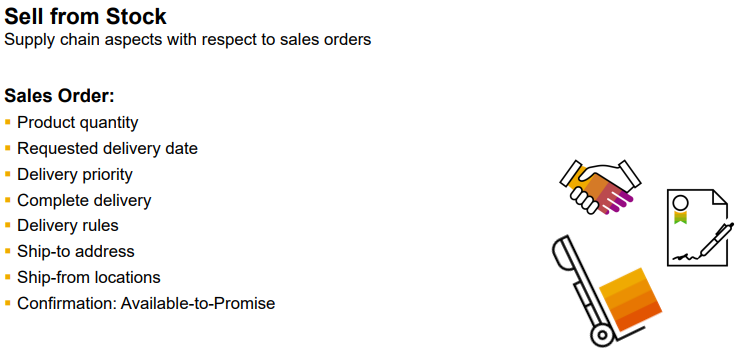 Sell from Stock
Supply chain aspects with respect to sales orders
Sales Order:
▪ Product quantity
▪ Requested delivery date
▪ Delivery priority
▪ Complete delivery
▪ Delivery rules
▪ Ship-to address
▪ Ship-from locations
▪ Confirmation: Available-to-Promise